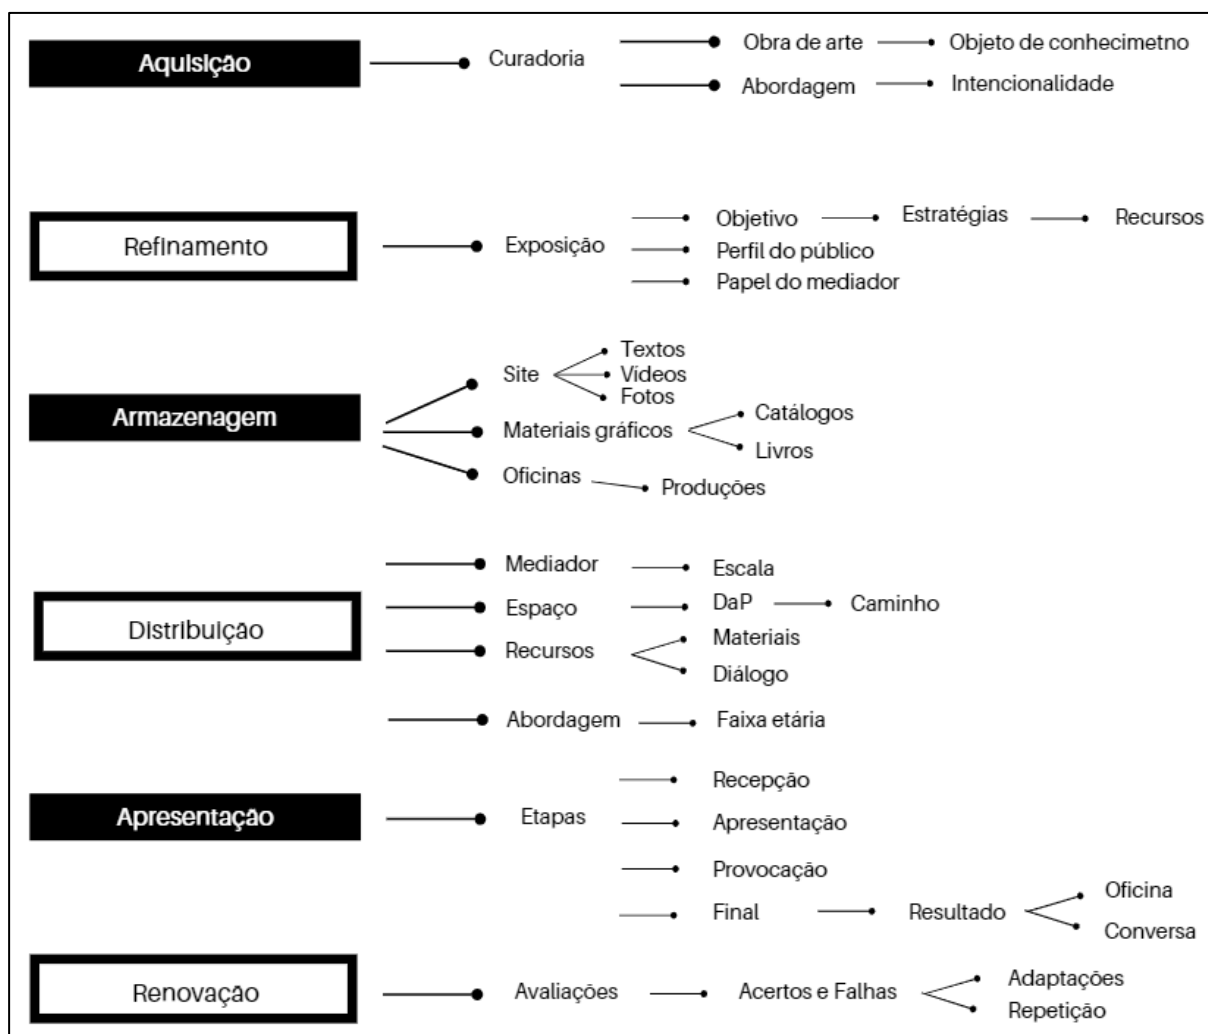 Aquisição
Curadoria
Obra de arte
Objeto de conhecimetno
Abordagem
Intencionalidade
Refinamento
Exposição
Objetivo
Estratégias
Recursos
Perfil do público
Papel do mediador
Armazenagem
Site
Textos
Vídeos
Fotos
Materiais gráficos
Catálogos
Livros
Oficinas
Produções
Distribuição
Mediador
Escala
Espaço
DaP
Caminho
Recursos
Materiais
Diálogo
Abordagem
Faixa etária
Apresentação
Etapas
Recepção
Apresentação
Provocação
Final
Resultado
Oficina
Conversa
Renovação
Avaliações
Acertos e Falhas
Adaptações
Repetição